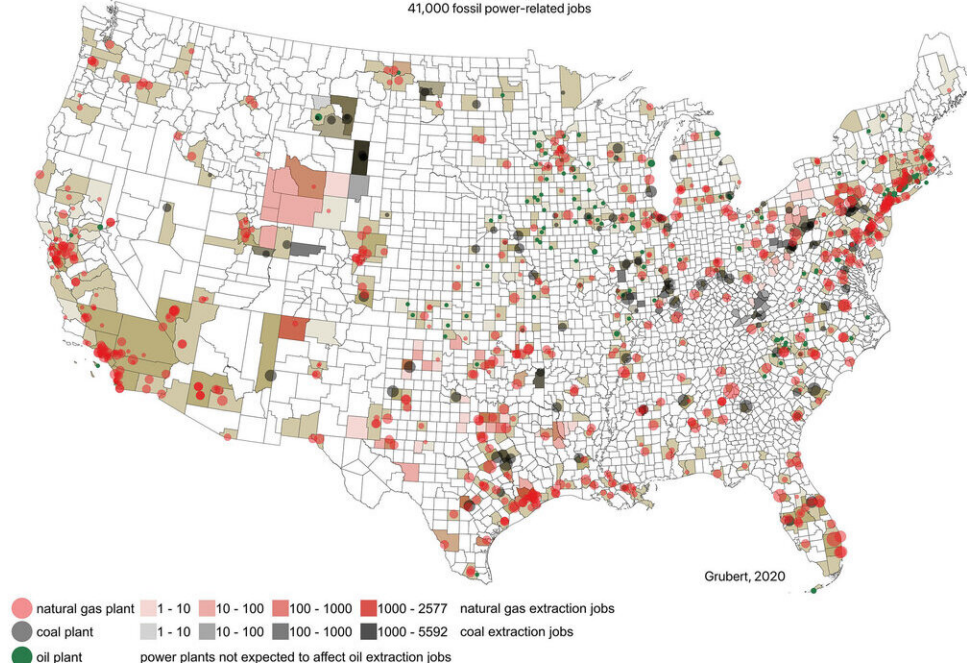 41,000 fossil power-related jobs
Grubert, 2020
natural gas plant 1 - 10 10 - 100 100 - 1000 1000 - 2577 natural gas extraction jobs
coal plant 1 - 10 10 - 100 100 - 1000 1000 - 5592 coal extraction jobs
oil plant power plants not expected to affect oil extraction jobs